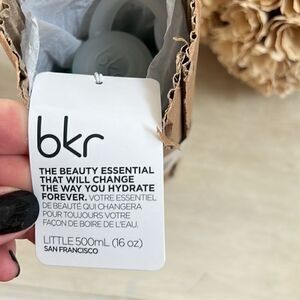 bkr
THE BEAUTY ESSENTIAL
THAT WILL CHANGE
THE WAY YOU HYDRATE
FOREVER. VOTRE ESSENTIEL
DE BEAUTÉ QUI CHANGERA
POUR TOUJOURS VOTRE
FAÇON DE BOIRE DE L'EAU.
LITTLE 500mL (16 oz)
SAN FRANCISCO